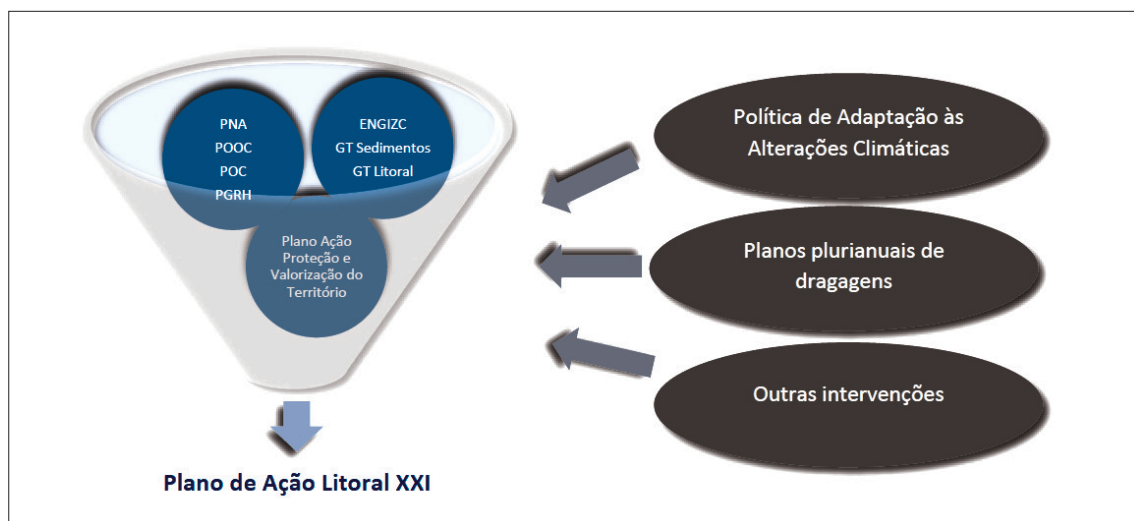 PNA
POOC
POC
PGRH
ENGIZC
GT Sedimentos
GT Litoral
Plano Ação
Proteção e
Valorização do
Território
Plano de Ação Litoral XXI
Política de Adaptação às
Alterações Climáticas
Planos plurianuais de
dragagens
Outras intervenções